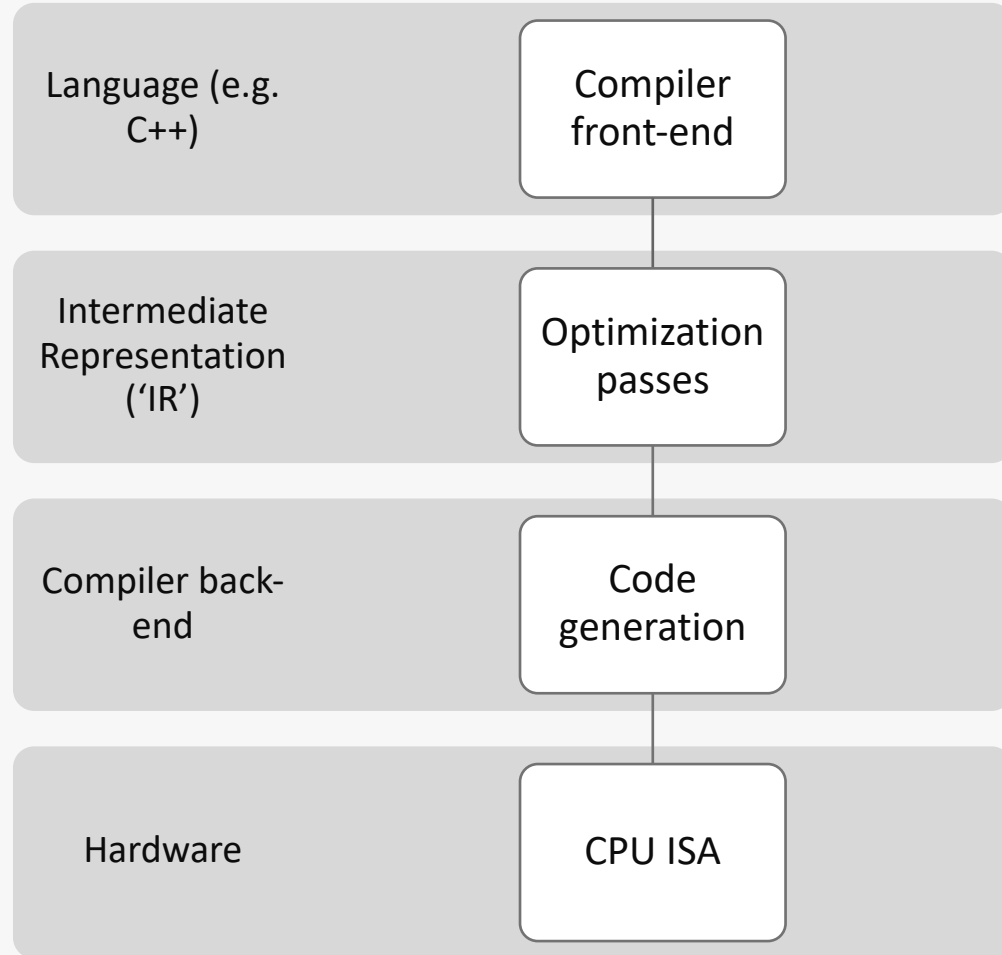 Language (e.g.
C++)
Compiler
front-end
Intermediate
Representation
(‘IR’)
Optimization
passes
Compiler back-
end
Code
generation
Hardware
CPU ISA